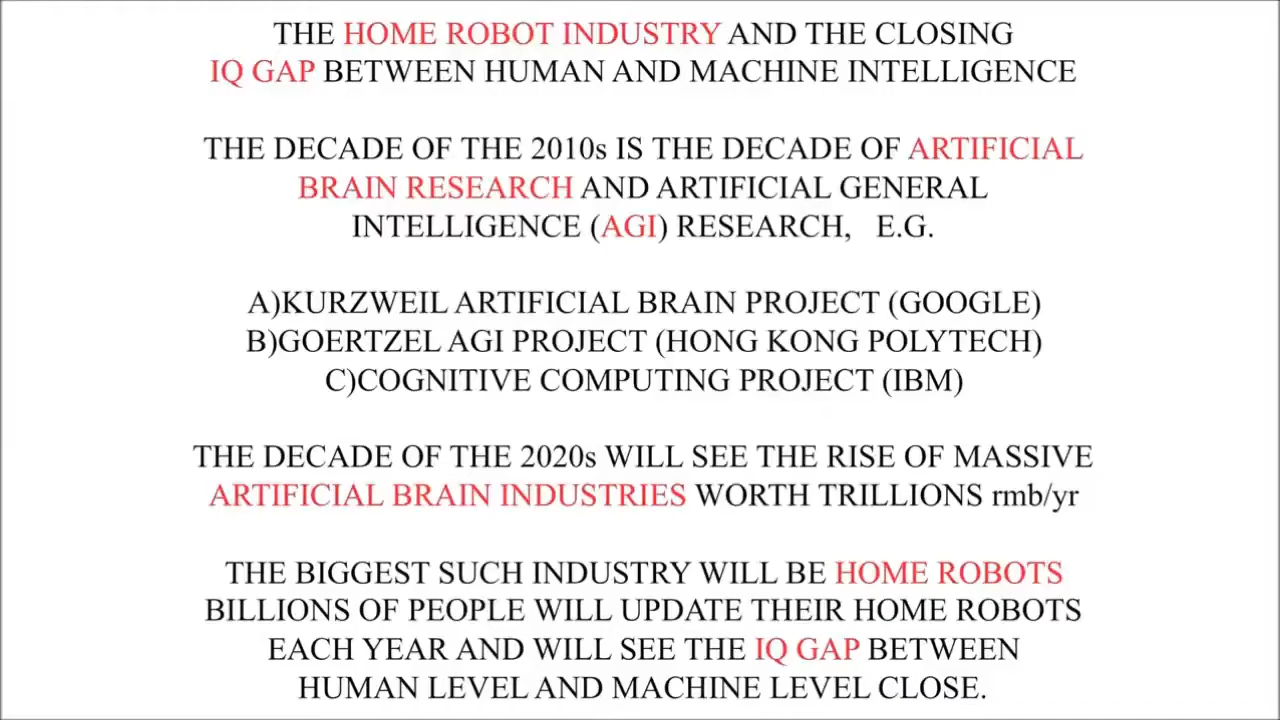 THE HOME ROBOT INDUSTRY AND THE CLOSING
IQ GAP BETWEEN HUMAN AND MACHINE INTELLIGENCE
THE DECADE OF THE 2010s IS THE DECADE OF ARTIFICIAL
BRAIN RESEARCH AND ARTIFICIAL GENERAL
INTELLIGENCE (AGI) RESEARCH, E.G.
A)KURZWEIL ARTIFICIAL BRAIN PROJECT (GOOGLE)
B)GOERTZEL AGI PROJECT (HONG KONG POLYTECH)
C)COGNITIVE COMPUTING PROJECT (IBM)
THE DECADE OF THE 2020s WILL SEE THE RISE OF MASSIVE
ARTIFICIAL BRAIN INDUSTRIES WORTH TRILLIONS rmb/yr
THE BIGGEST SUCH INDUSTRY WILL BE HOME ROBOTS
BILLIONS OF PEOPLE WILL UPDATE THEIR HOME ROBOTS
EACH YEAR AND WILL SEE THE IQ GAP BETWEEN
HUMAN LEVEL AND MACHINE LEVEL CLOSE.